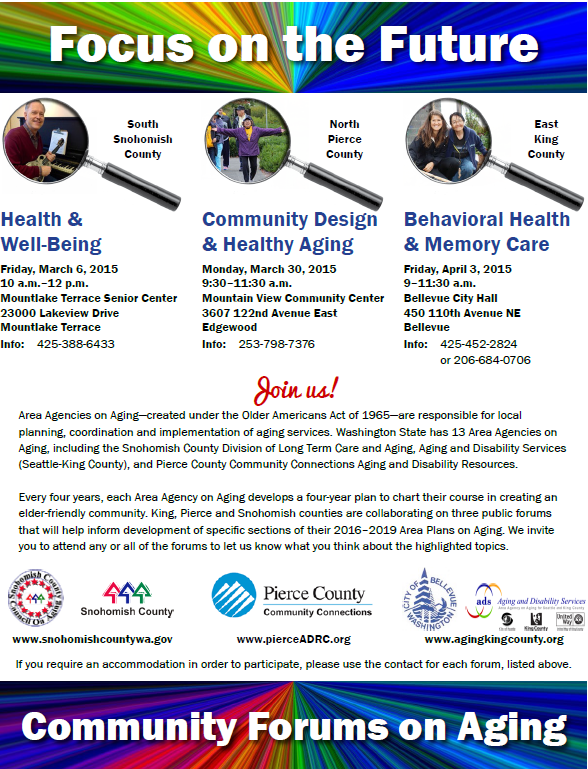 Focus on the Future
South
Snohomish
County
North
Pierce
County
East
King
County
Health &
Well-Being
Friday, March 6, 2015
10 a.m.–12 p.m.
Mountlake Terrace Senior Center
23000 Lakeview Drive
Mountlake Terrace
Info: 425-388-6433
Community Design
& Healthy Aging
Monday, March 30, 2015
9:30–11:30 a.m.
Mountain View Community Center
3607 122nd Avenue East
Edgewood
Info: 253-798-7376
Behavioral Health
& Memory Care
Friday, April 3, 2015
9–11:30 a.m.
Bellevue City Hall
450 110th Avenue NE
Bellevue
Info: 425-452-2824
or 206-684-0706
Join us!
Area Agencies on Aging—created under the Older Americans Act of 1965—are responsible for local
planning, coordination and implementation of aging services. Washington State has 13 Area Agencies on
Aging, including the Snohomish County Division of Long Term Care and Aging, Aging and Disability Services
(Seattle-King County), and Pierce County Community Connections Aging and Disability Resources.
Every four years, each Area Agency on Aging develops a four-year plan to chart their course in creating an
elder-friendly community. King, Pierce and Snohomish counties are collaborating on three public forums
that will help inform development of specific sections of their 2016–2019 Area Plans on Aging. We invite
you to attend any or all of the forums to let us know what you think about the highlighted topics.
Snohomish County
Council On Aging
Snohomish County
Pierce County
Community Connections
CITY OF BELLEVUE
WASHINGTON
ads Aging and Disability Services
King County
United
Way
www.snohomishcountywa.gov
www.pierceADRC.org
www.agingkingcounty.org
If you require an accommodation in order to participate, please use the contact for each forum, listed above.
Community Forums on Aging